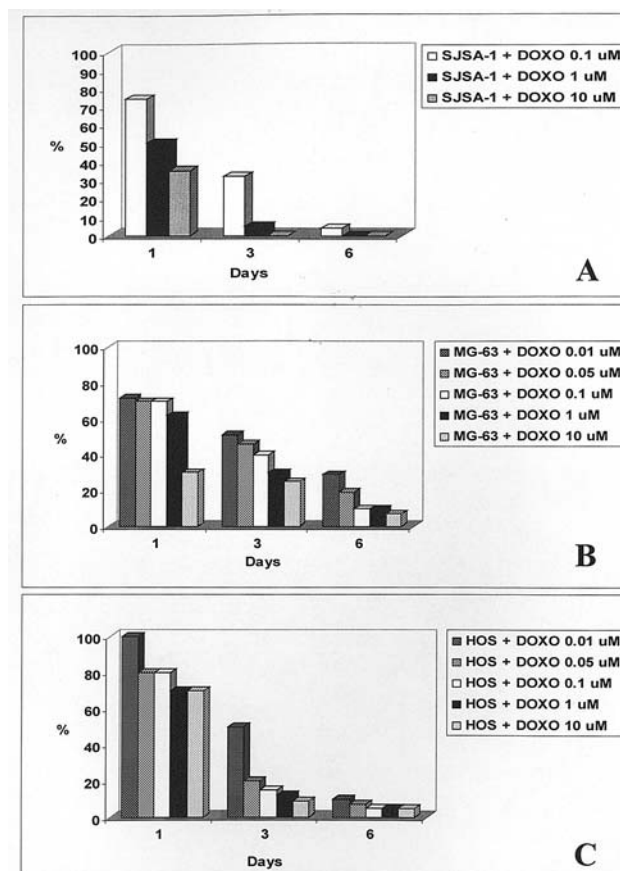 100
90
80
70
60
50
40
30
20
10
0
%
1 3 6
Days
SJSA-1 + DOXO 0.1 uM
SJSA-1 + DOXO 1 uM
SJSA-1 + DOXO 10 uM
A
100
80
60
40
20
0
%
1 3 6
Days
MG-63 + DOXO 0.01 uM
MG-63 + DOXO 0.05 uM
MG-63 + DOXO 0.1 uM
MG-63 + DOXO 1 uM
MG-63 + DOXO 10 uM
B
100
80
60
40
20
0
%
1 3 6
Days
HOS + DOXO 0.01 uM
HOS + DOXO 0.05 uM
HOS + DOXO 0.1 uM
HOS + DOXO 1 uM
HOS + DOXO 10 uM
C